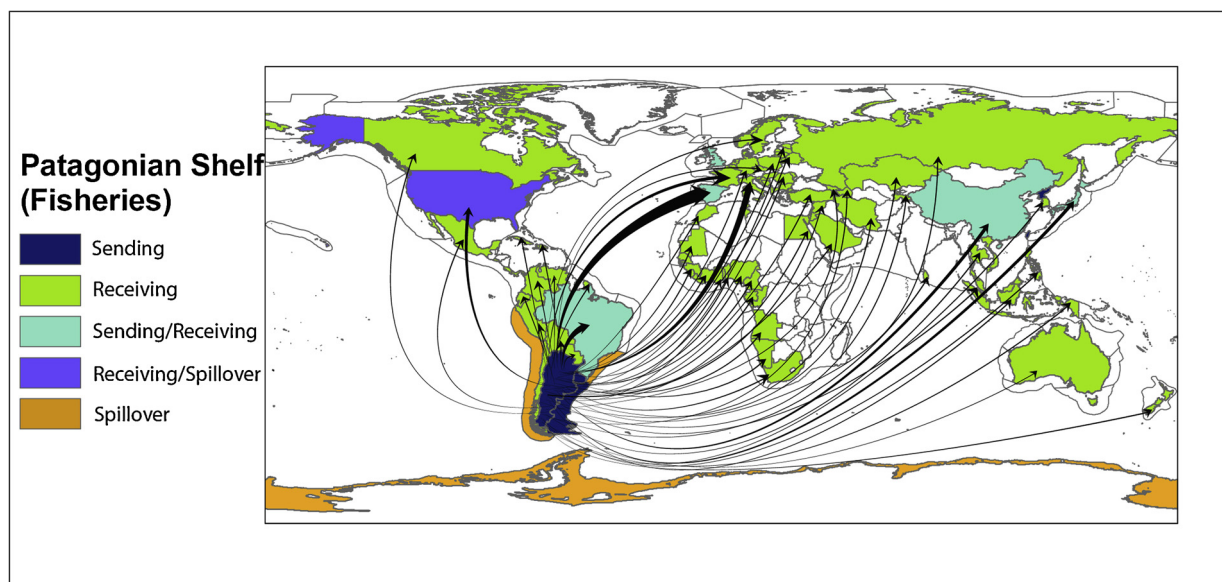 Patagonian Shelf
(Fisheries)
Sending
Receiving
Sending/Receiving
Receiving/Spillover
Spillover